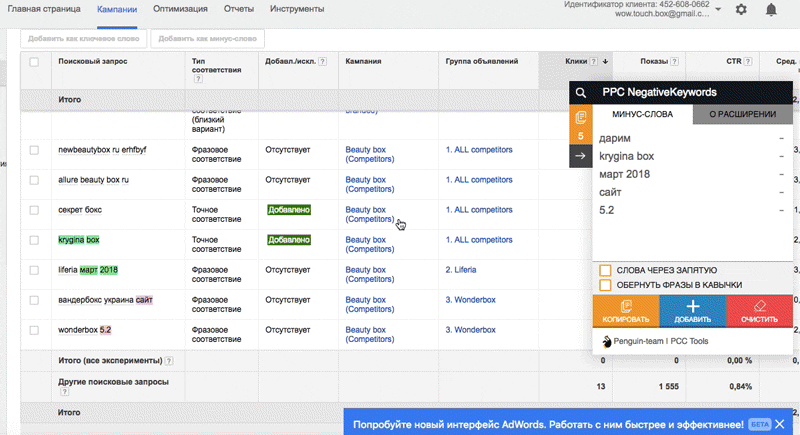 Главная страница Кампании Оптимизация Отчеты Инструменты
Идентификатор клиента: 452-608-0662
wow.touch.box@gmail.c...
Добавить как ключевое слово Добавить как минус-слово
Поисковый запрос Тип соответствия ? Добавл./искл. ? Кампания Группа объявлений Клики ? Показы ? CTR ? Сред.
Итого
соответствие (близкий вариант)
newbeautybox ru erhfbyf Фразовое соответствие Отсутствует Beauty box (Competitors) 1. ALL competitors
allure beauty box ru Фразовое соответствие Отсутствует Beauty box (Competitors) 1. ALL competitors
секрет бокс Точное соответствие Добавлено Beauty box (Competitors) 1. ALL competitors
krygina box Точное соответствие Добавлено Beauty box (Competitors) 1. ALL competitors
liferia март 2018 Фразовое соответствие Отсутствует Beauty box (Competitors) 2. Liferia
вандербокс украина сайт Фразовое соответствие Отсутствует Beauty box (Competitors) 3. Wonderbox
wonderbox 5.2 Фразовое соответствие Отсутствует Beauty box (Competitors) 3. Wonderbox
Итого (все эксперименты) ? 0 0 0,00 %
Другие поисковые запросы ? 13 1 555 0,84%
Итого
PPC NegativeKeywords
МИНУС-СЛОВА О РАСШИРЕНИИ
5
дарим –
krygina box –
март 2018 –
сайт –
5.2 –
СЛОВА ЧЕРЕЗ ЗАПЯТУЮ
ОБЕРНУТЬ ФРАЗЫ В КАВЫЧКИ
КОПИРОВАТЬ ДОБАВИТЬ ОЧИСТИТЬ
Penguin-team | PCC Tools
Попробуйте новый интерфейс AdWords. Работать с ним быстрее и эффективнее! БЕТА